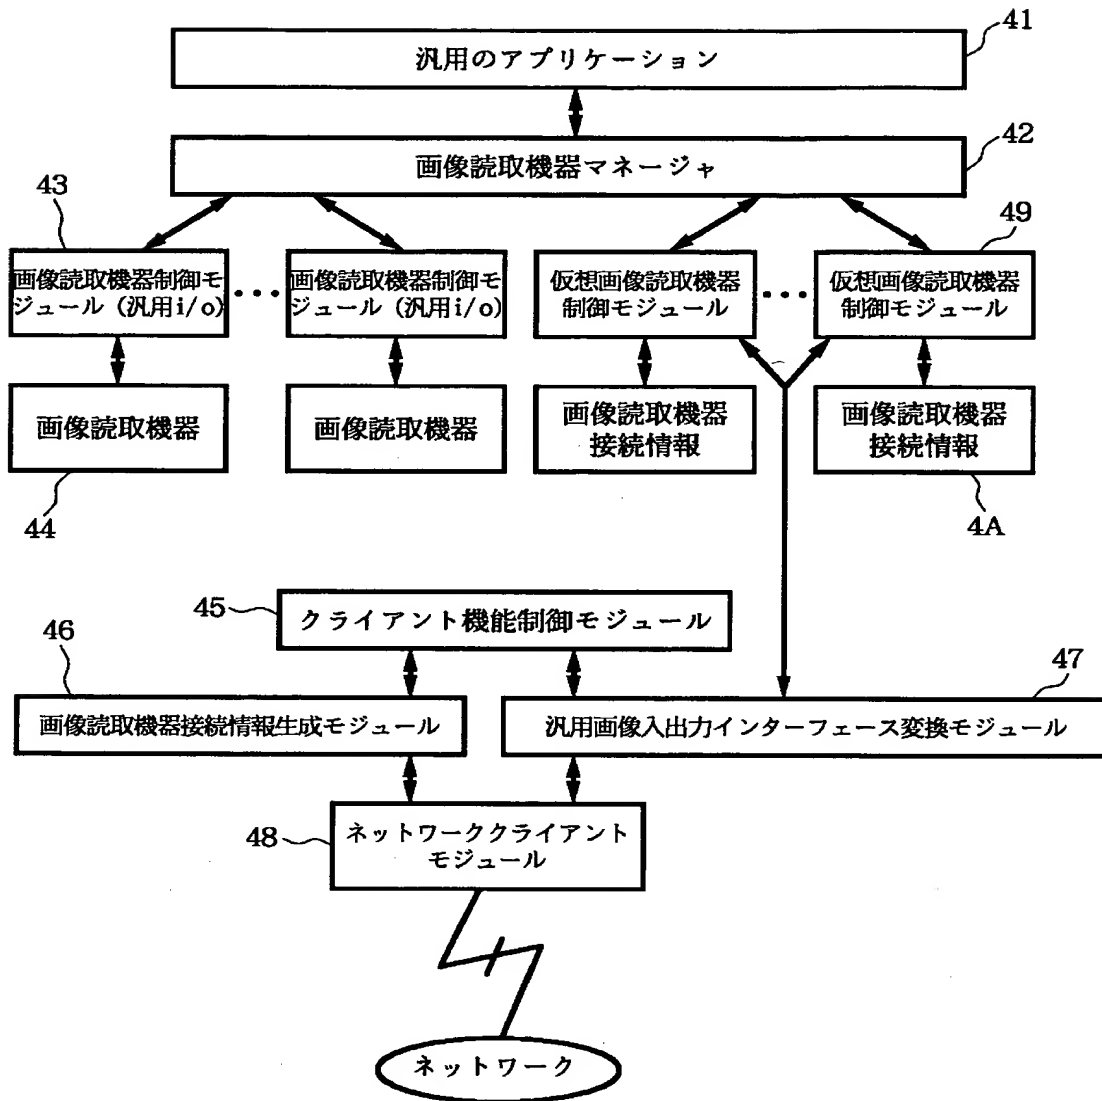 41
汎用のアプリケーション
42
画像読取機器マネージャ
43
49
画像読取機器制御モ
ジュール（汎用i/o）
画像読取機器制御モ
ジュール（汎用i/o）
仮想画像読取機器
制御モジュール
仮想画像読取機器
制御モジュール
画像読取機器
画像読取機器
画像読取機器
接続情報
画像読取機器
接続情報
44
4A
45
クライアント機能制御モジュール
46
47
画像読取機器接続情報生成モジュール
汎用画像入出力インターフェース変換モジュール
48
ネットワーククライアント
モジュール
ネットワーク